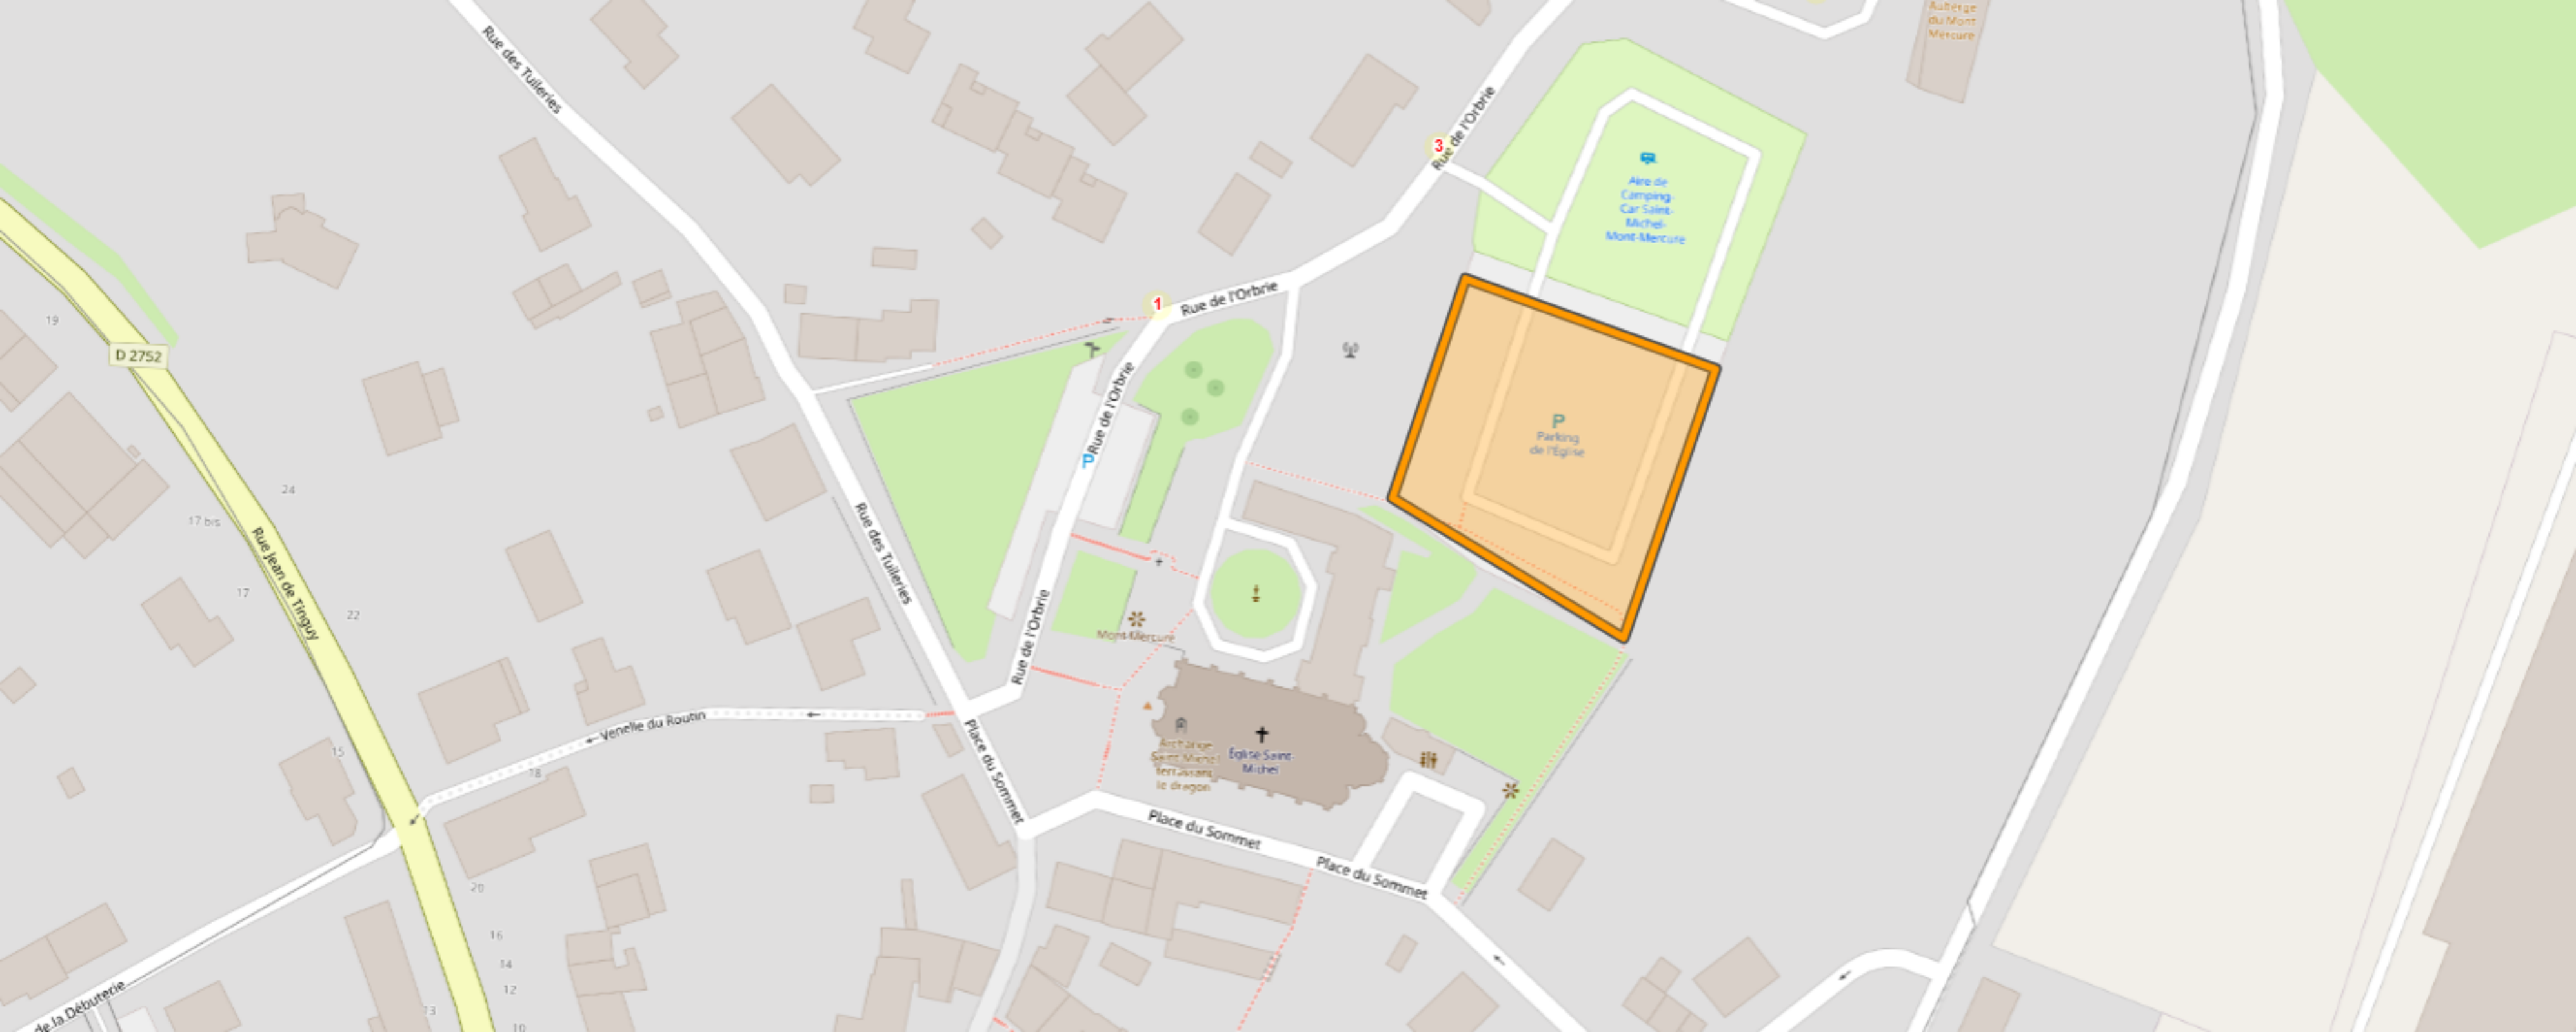 Auberge
du Mont
Mercure
Rue des Tuileries
Rue de l'Orbrie
3
Aire de
Camping-
Car Saint-
Michel-
Mont-Mercure
1
Rue de l'Orbrie
19
D 2752
Rue de l'Orbrie
P
P
Parking
de l'Église
24
17 bis
Rue Jean de Tinguy
Rue des Tuileries
17
22
Rue de l'Orbrie
Mont-Mercure
Venelle du Routin
Place du Sommet
15
18
Archange
Saint Michel
terrassant
le dragon
Église Saint-
Michel
Place du Sommet
Place du Sommet
20
16
14
12
13
10
de la Débuterie